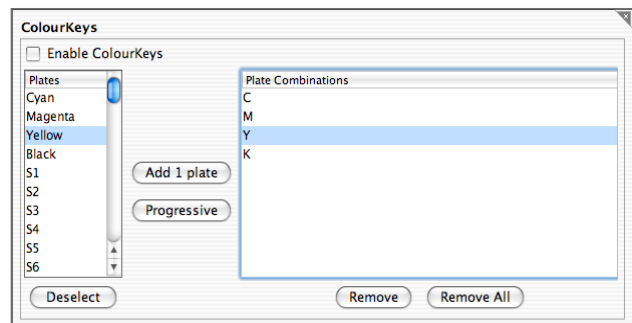 ColourKeys
Enable ColourKeys
Plates
Cyan
Magenta
Yellow
Black
S1
S2
S3
S4
S5
S6
Add 1 plate
Progressive
Plate Combinations
C
M
Y
K
Deselect
Remove
Remove All